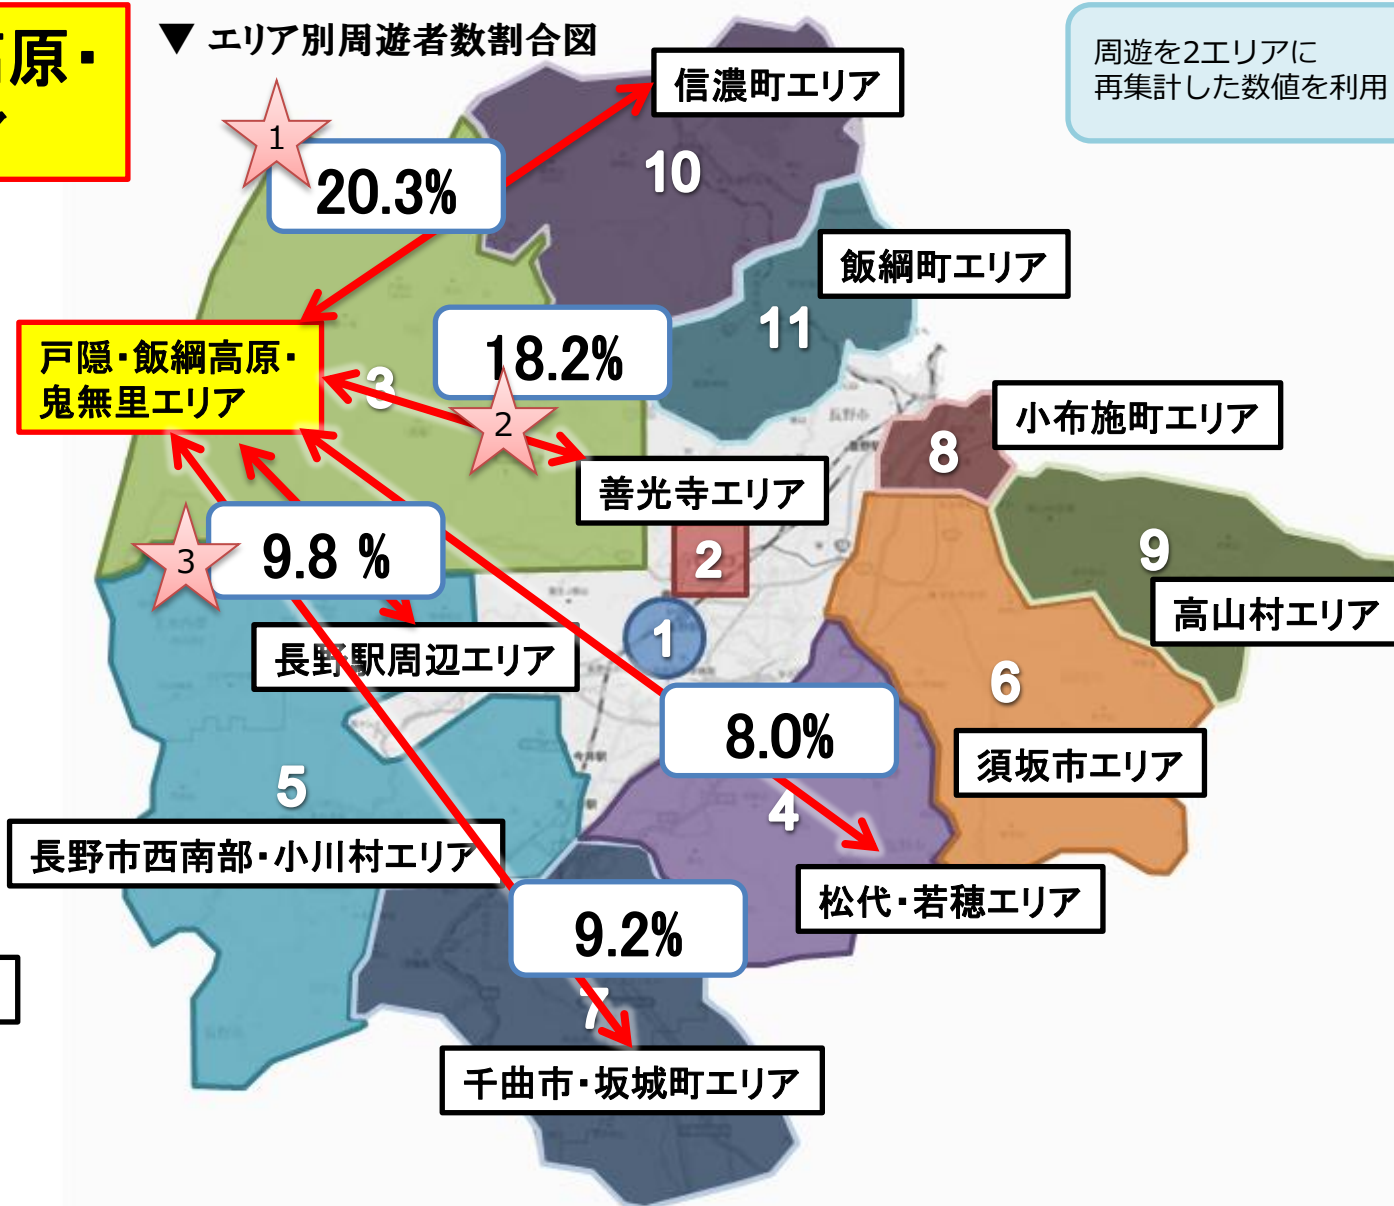 高原・
▼ エリア別周遊者数割合図
周遊を2エリアに
再集計した数値を利用
信濃町エリア
1
20.3%
10
飯綱町エリア
11
18.2%
戸隠・飯綱高原・
鬼無里エリア
3
2
小布施町エリア
8
善光寺エリア
9
2
3
9.8 %
高山村エリア
1
長野駅周辺エリア
6
8.0%
須坂市エリア
5
4
長野市西南部・小川村エリア
松代・若穂エリア
9.2%
7
千曲市・坂城町エリア